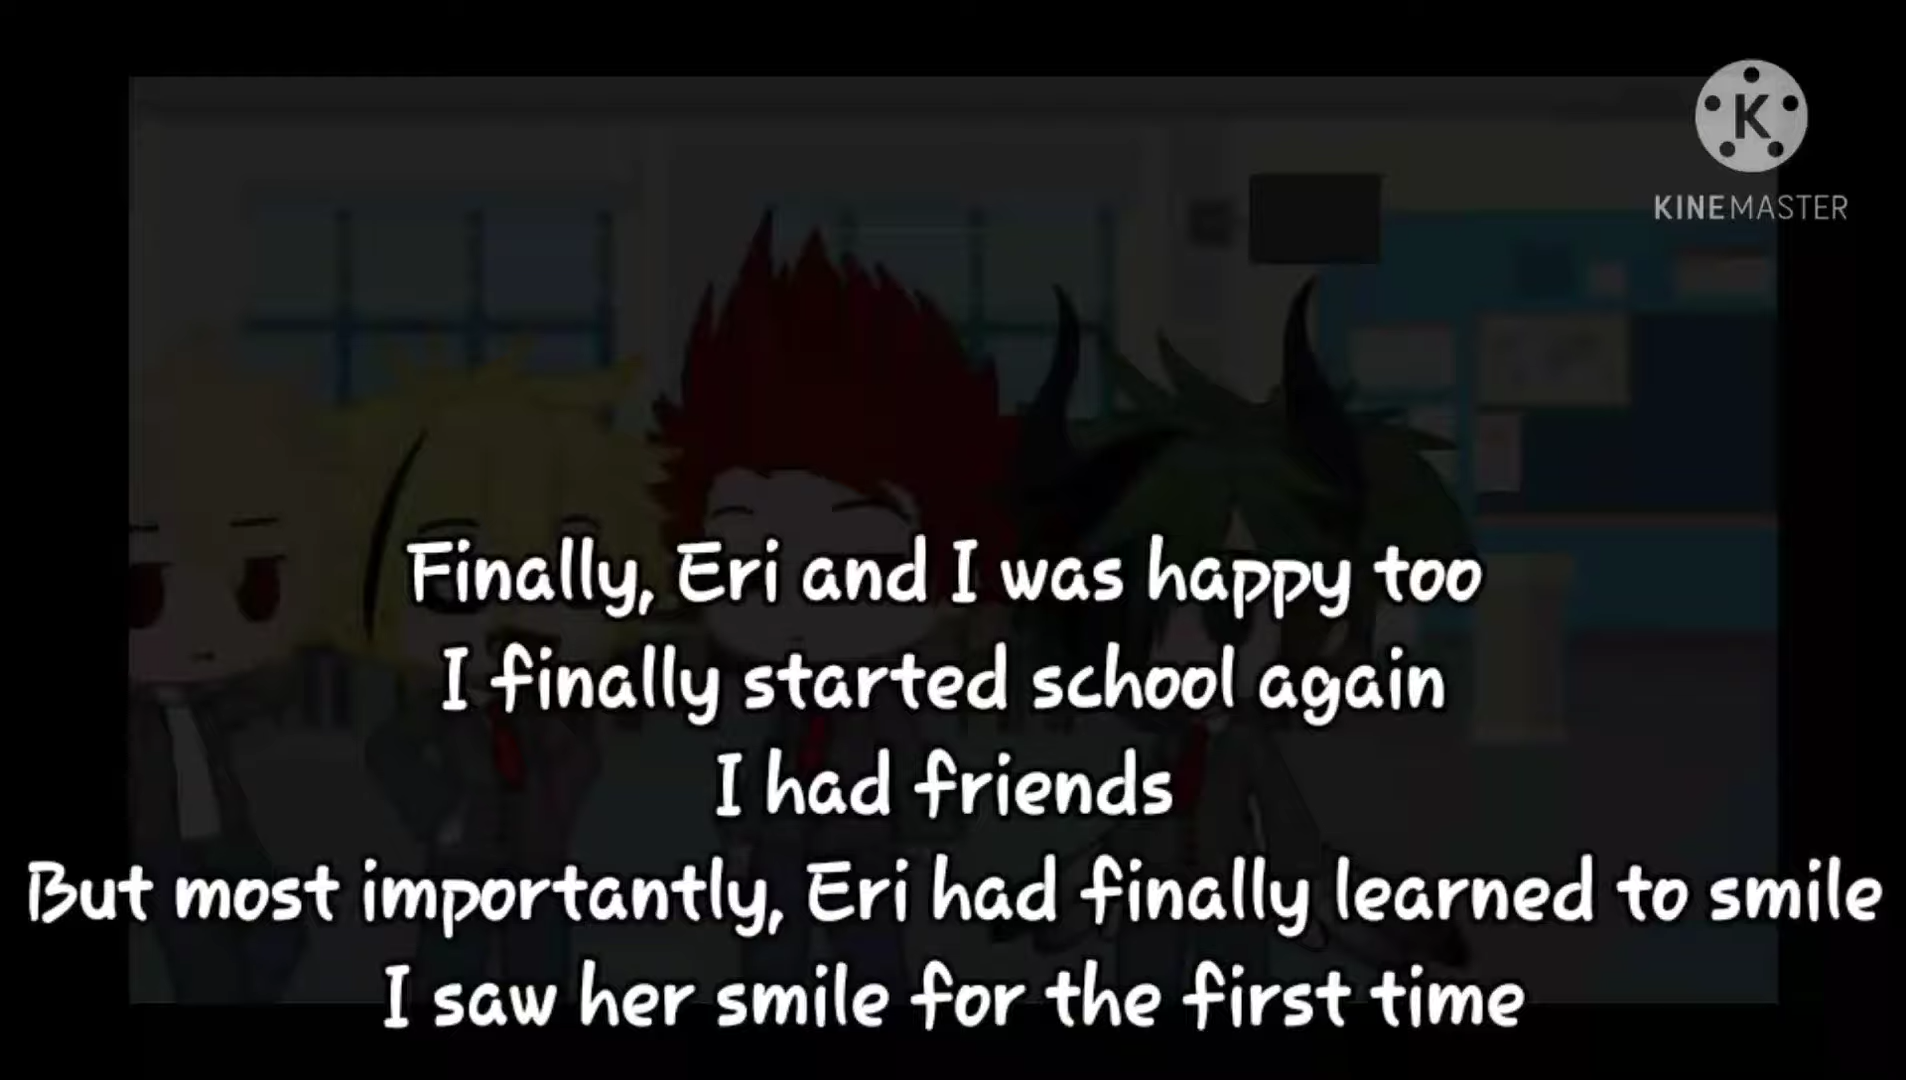 K
KINEMASTER
Finally, Eri and I was happy too
I finally started school again
I had friends
But most importantly, Eri had finally learned to smile
I saw her smile for the first time